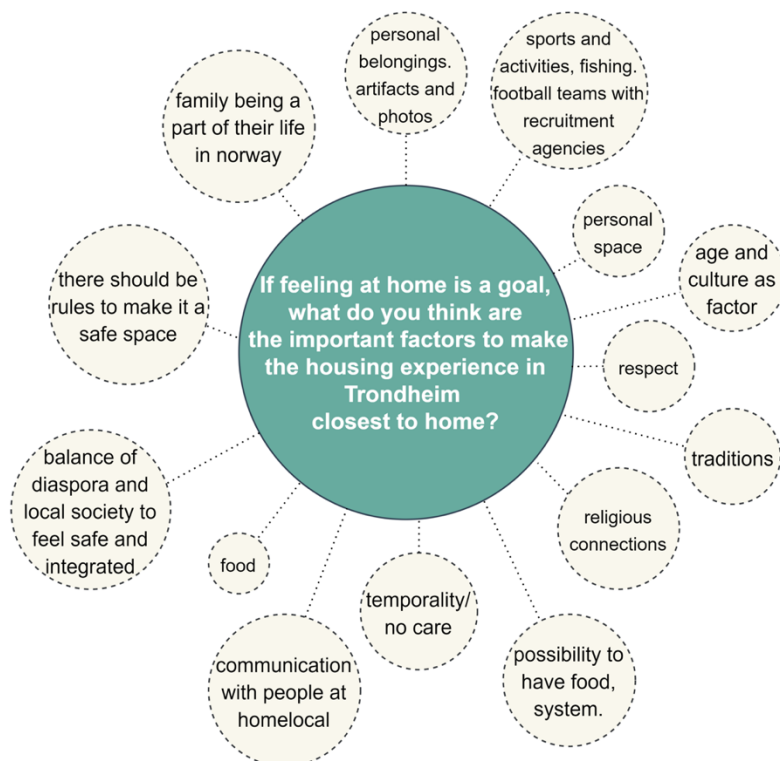 personal
belongings.
artifacts and
photos
sports and
activities, fishing.
football teams with
recruitment
agencies
family being a
part of their life
in norway
personal
space
age and
culture as
factor
there should be
rules to make it a
safe space
If feeling at home is a goal,
what do you think are
the important factors to make
the housing experience in
Trondheim
closest to home?
respect
traditions
balance of
diaspora and
local society to
feel safe and
integrated
religious
connections
food
temporality/
no care
communication
with people at
homelocal
possibility to
have food,
system.